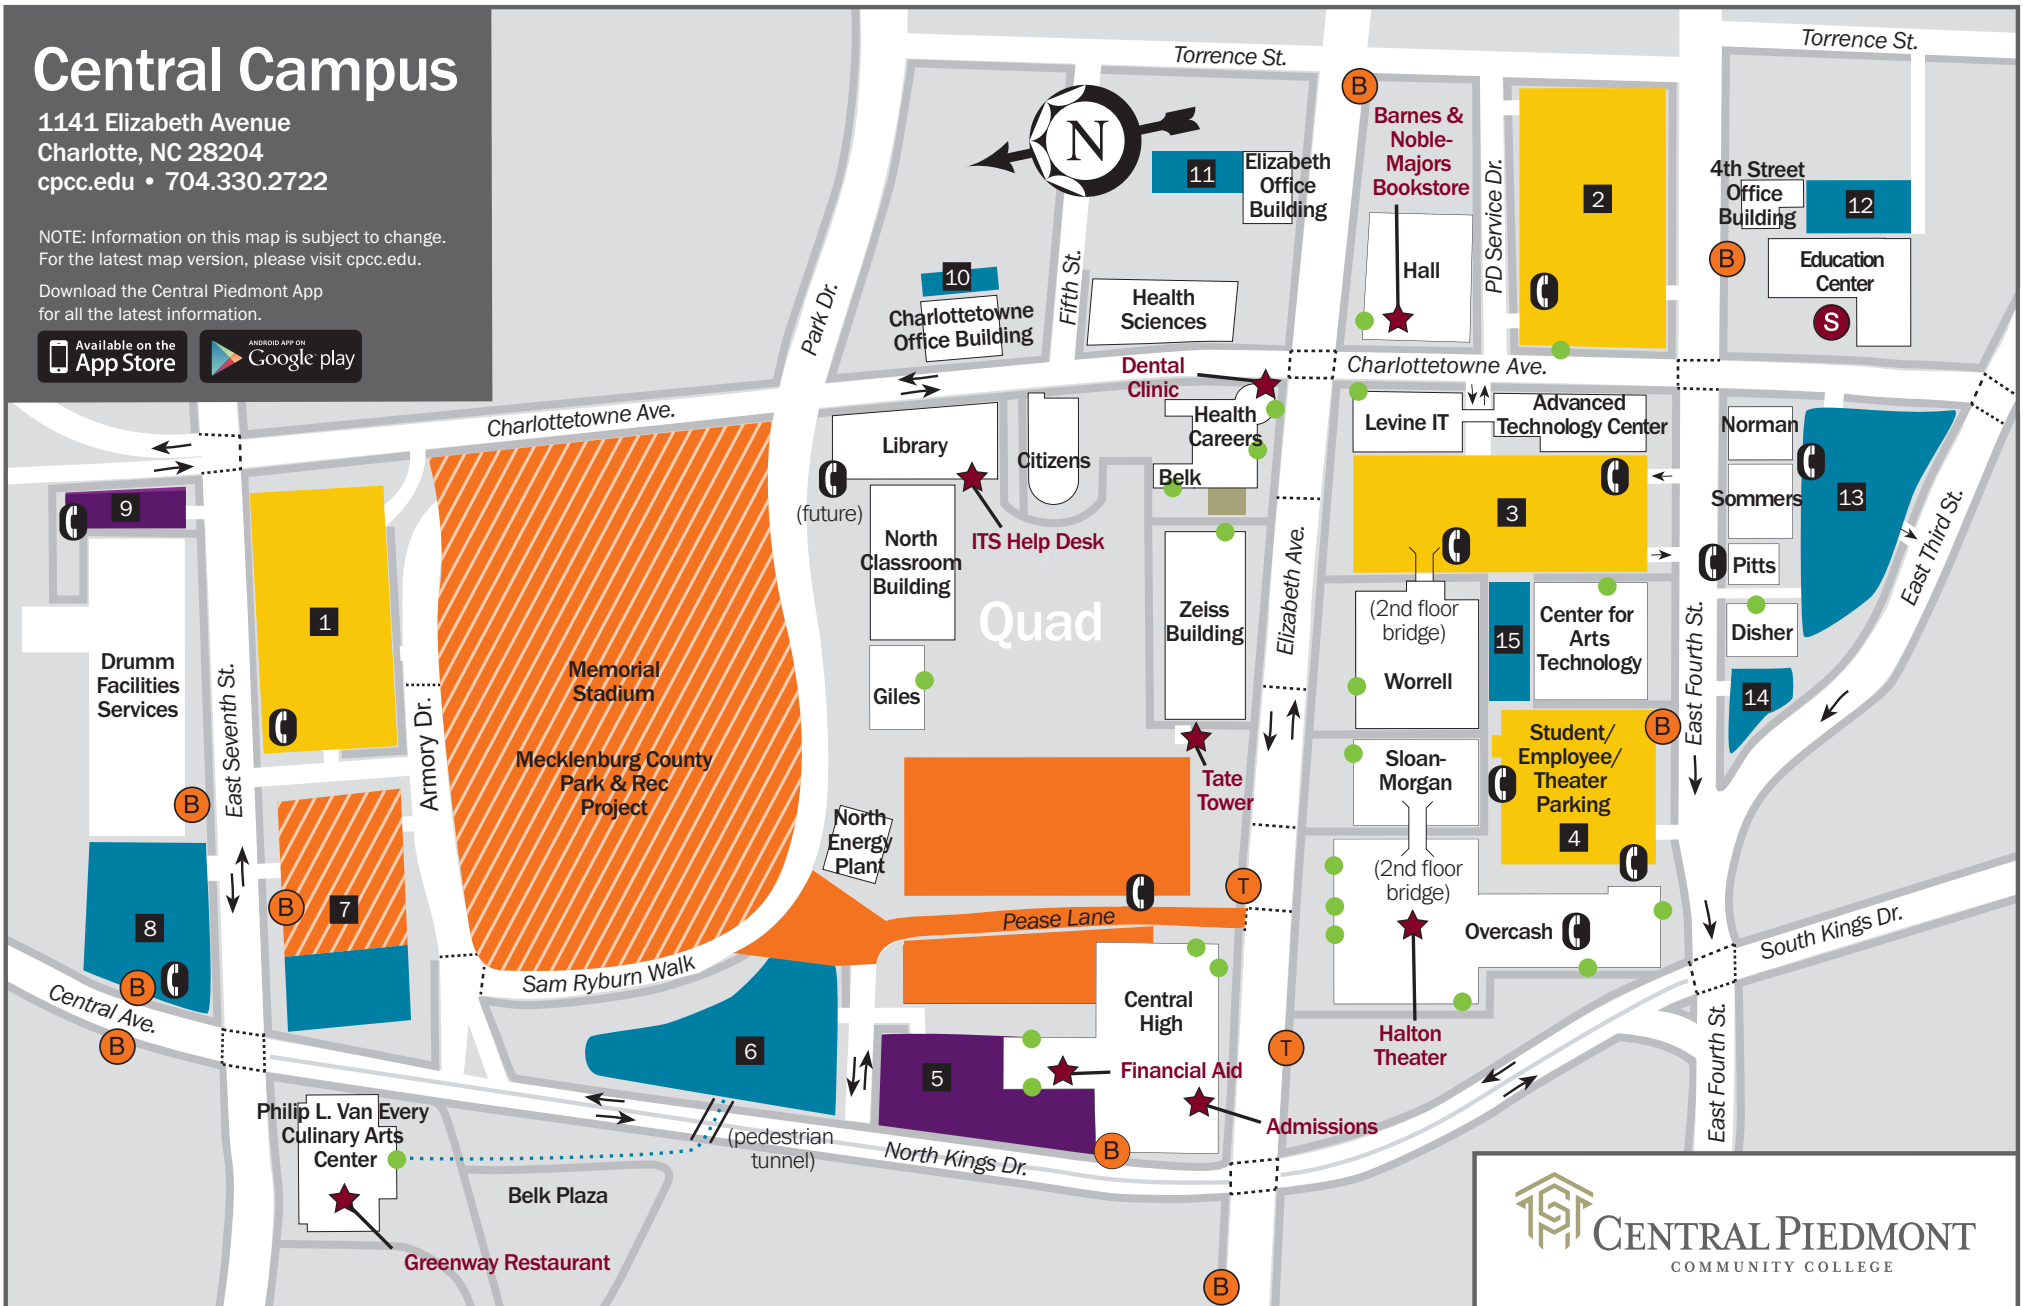 Central Campus
1141 Elizabeth Avenue
Charlotte, NC 28204
cpcc.edu • 704.330.2722
NOTE: Information on this map is subject to change.
For the latest map version, please visit cpcc.edu.
Download the Central Piedmont App
for all the latest information.
Available on the
App Store
ANDROID APP ON
Google play
Torrence St.
Torrence St.
B
N
Barnes &
Noble-
Majors
Bookstore
PD Service Dr.
2
11
Elizabeth
Office
Building
4th Street
Office
Building
12
B
Education
Center
S
Hall
Park Dr.
Fifth St.
10
Charlottetowne
Office Building
Health
Sciences
Dental
Clinic
Charlottetowne Ave.
Charlottetowne Ave.
Library
Citizens
Health
Careers
Belk
Levine IT
Advanced
Technology Center
Norman
Sommers
13
Pitts
Disher
14
East Third St.
9
(future)
ITS Help Desk
North
Classroom
Building
3
Elizabeth Ave.
1
Quad
Zeiss
Building
(2nd floor
bridge)
Worrell
15
Center for
Arts
Technology
East Fourth St.
Drumm
Facilities
Services
East Seventh St.
Armory Dr.
Memorial
Stadium
Mecklenburg County
Park & Rec
Project
Giles
Tate
Tower
Sloan-
Morgan
Student/
Employee/
Theater
Parking
4
B
B
North
Energy
Plant
(2nd floor
bridge)
T
8
B
7
Pease Lane
Overcash
South Kings Dr.
B
Central Ave.
B
Sam Ryburn Walk
Central
High
Halton
Theater
T
6
5
Financial Aid
Admissions
East Fourth St.
Philip L. Van Every
Culinary Arts
Center
(pedestrian
tunnel)
North Kings Dr.
B
Belk Plaza
Greenway Restaurant
B
CENTRAL PIEDMONT
COMMUNITY COLLEGE